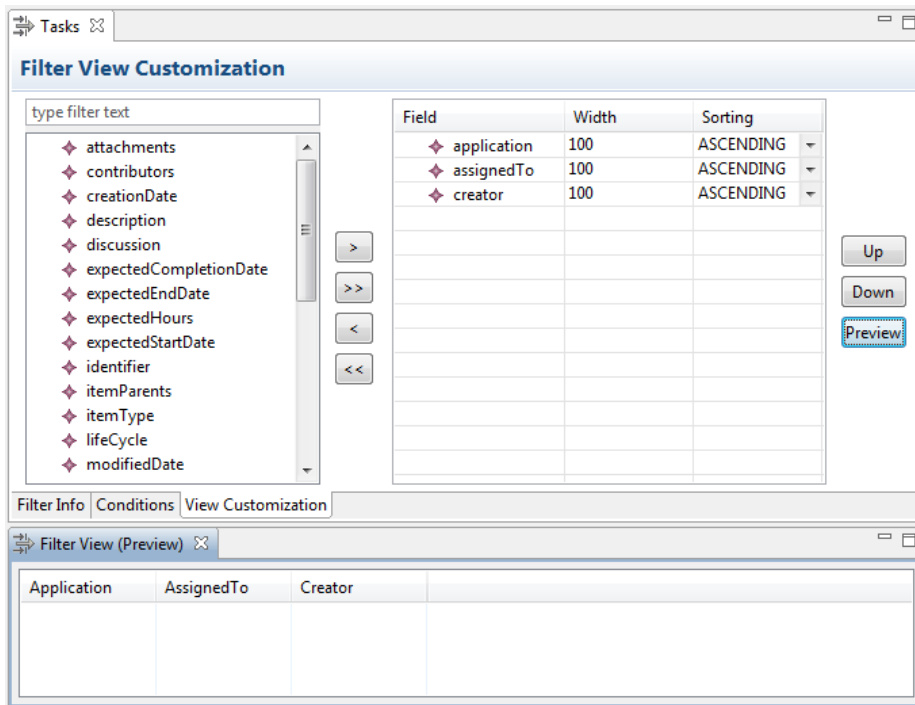 Tasks
Filter View Customization
type filter text
attachments
contributors
creationDate
description
discussion
expectedCompletionDate
expectedEndDate
expectedHours
expectedStartDate
identifier
itemParents
itemType
lifeCycle
modifiedDate
>
>>
<
<<
Field Width Sorting
application 100 ASCENDING
assignedTo 100 ASCENDING
creator 100 ASCENDING
Up
Down
Preview
Filter Info Conditions View Customization
Filter View (Preview)
Application AssignedTo Creator